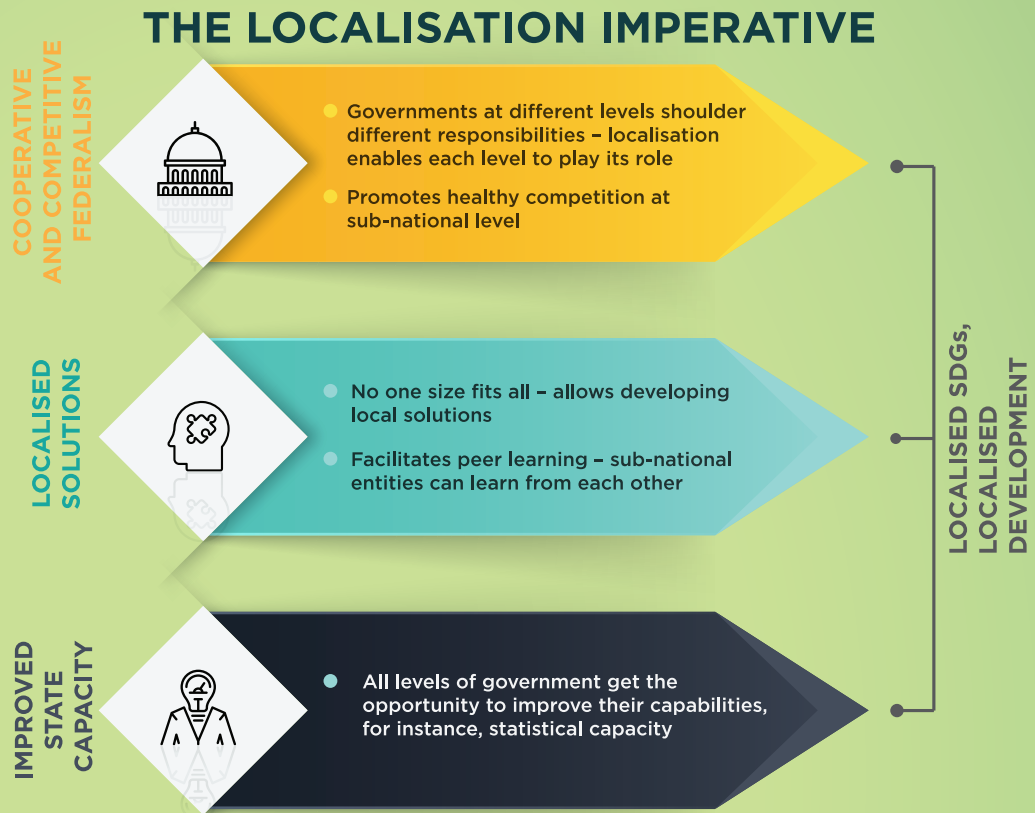 THE LOCALISATION IMPERATIVE
COOPERATIVE
AND COMPETITIVE
FEDERALISM
Governments at different levels shoulder
different responsibilities – localisation
enables each level to play its role
Promotes healthy competition at
sub-national level
LOCALISED
SOLUTIONS
No one size fits all – allows developing
local solutions
Facilitates peer learning – sub-national
entities can learn from each other
IMPROVED
STATE
CAPACITY
All levels of government get the
opportunity to improve their capabilities,
for instance, statistical capacity
LOCALISED SDGs,
LOCALISED
DEVELOPMENT